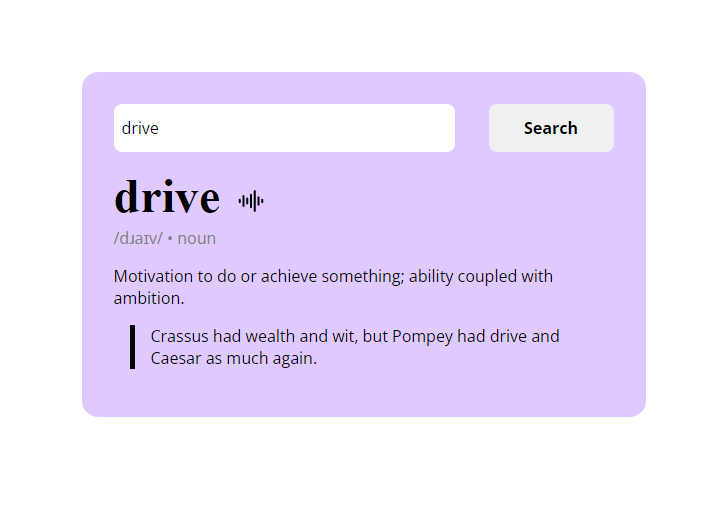 drive
Search
drive
/dɹaɪv/ • noun
Motivation to do or achieve something; ability coupled with
ambition.
Crassus had wealth and wit, but Pompey had drive and
Caesar as much again.